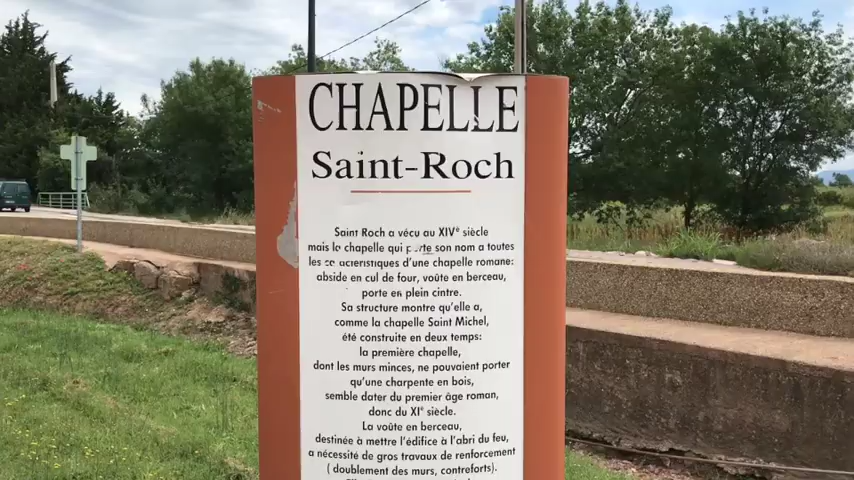 CHAPELLE
Saint-Roch
Saint Roch a vécu au XIVe siècle
mais la chapelle qui porte son nom a toutes
les caractéristiques d'une chapelle romane:
abside en cul de four, voûte en berceau,
porte en plein cintre.
Sa structure montre qu'elle a,
comme la chapelle Saint Michel,
été construite en deux temps:
la première chapelle,
dont les murs minces, ne pouvaient porter
qu'une charpente en bois,
semble dater du premier âge roman,
donc du XIe siècle.
La voûte en berceau,
destinée à mettre l'édifice à l'abri du feu,
a nécessité de gros travaux de renforcement
( doublement des murs, contreforts).